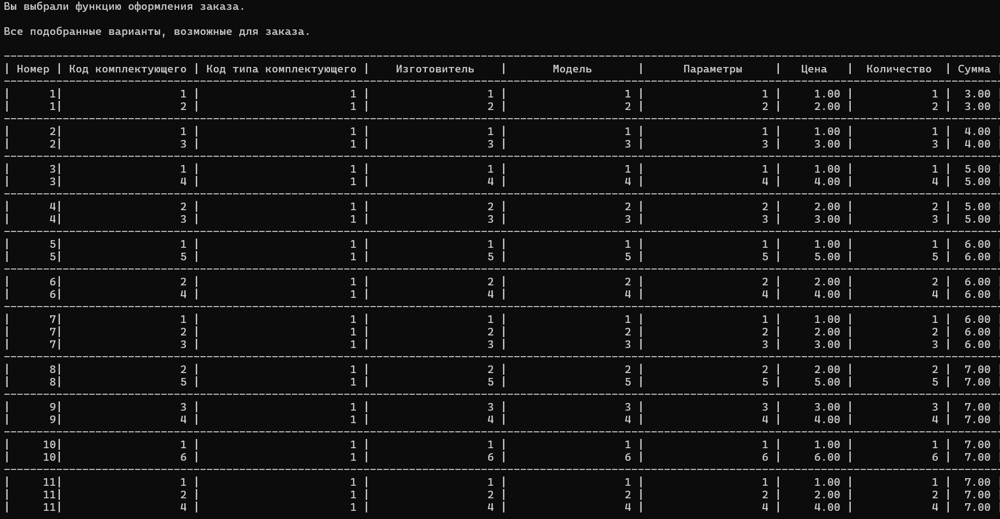 Вы выбрали функцию оформления заказа.
Все подобранные варианты, возможные для заказа.
| Номер | Код комплектующего | Код типа комплектующего | Изготовитель | Модель | Параметры | Цена | Количество | Сумма |
| 1| 1 | 1 | 1 | 1 | 1 | 1.00 | 1 | 3.00 |
| 1| 2 | 1 | 2 | 2 | 2 | 2.00 | 2 | 3.00 |
| 2| 1 | 1 | 1 | 1 | 1 | 1.00 | 1 | 4.00 |
| 2| 3 | 1 | 3 | 3 | 3 | 3.00 | 3 | 4.00 |
| 3| 1 | 1 | 1 | 1 | 1 | 1.00 | 1 | 5.00 |
| 3| 4 | 1 | 4 | 4 | 4 | 4.00 | 4 | 5.00 |
| 4| 2 | 1 | 2 | 2 | 2 | 2.00 | 2 | 5.00 |
| 4| 3 | 1 | 3 | 3 | 3 | 3.00 | 3 | 5.00 |
| 5| 1 | 1 | 1 | 1 | 1 | 1.00 | 1 | 6.00 |
| 5| 5 | 1 | 5 | 5 | 5 | 5.00 | 5 | 6.00 |
| 6| 2 | 1 | 2 | 2 | 2 | 2.00 | 2 | 6.00 |
| 6| 4 | 1 | 4 | 4 | 4 | 4.00 | 4 | 6.00 |
| 7| 1 | 1 | 1 | 1 | 1 | 1.00 | 1 | 6.00 |
| 7| 2 | 1 | 2 | 2 | 2 | 2.00 | 2 | 6.00 |
| 7| 3 | 1 | 3 | 3 | 3 | 3.00 | 3 | 6.00 |
| 8| 2 | 1 | 2 | 2 | 2 | 2.00 | 2 | 7.00 |
| 8| 5 | 1 | 5 | 5 | 5 | 5.00 | 5 | 7.00 |
| 9| 3 | 1 | 3 | 3 | 3 | 3.00 | 3 | 7.00 |
| 9| 4 | 1 | 4 | 4 | 4 | 4.00 | 4 | 7.00 |
| 10| 1 | 1 | 1 | 1 | 1 | 1.00 | 1 | 7.00 |
| 10| 6 | 1 | 6 | 6 | 6 | 6.00 | 6 | 7.00 |
| 11| 1 | 1 | 1 | 1 | 1 | 1.00 | 1 | 7.00 |
| 11| 2 | 1 | 2 | 2 | 2 | 2.00 | 2 | 7.00 |
| 11| 4 | 1 | 4 | 4 | 4 | 4.00 | 4 | 7.00 |